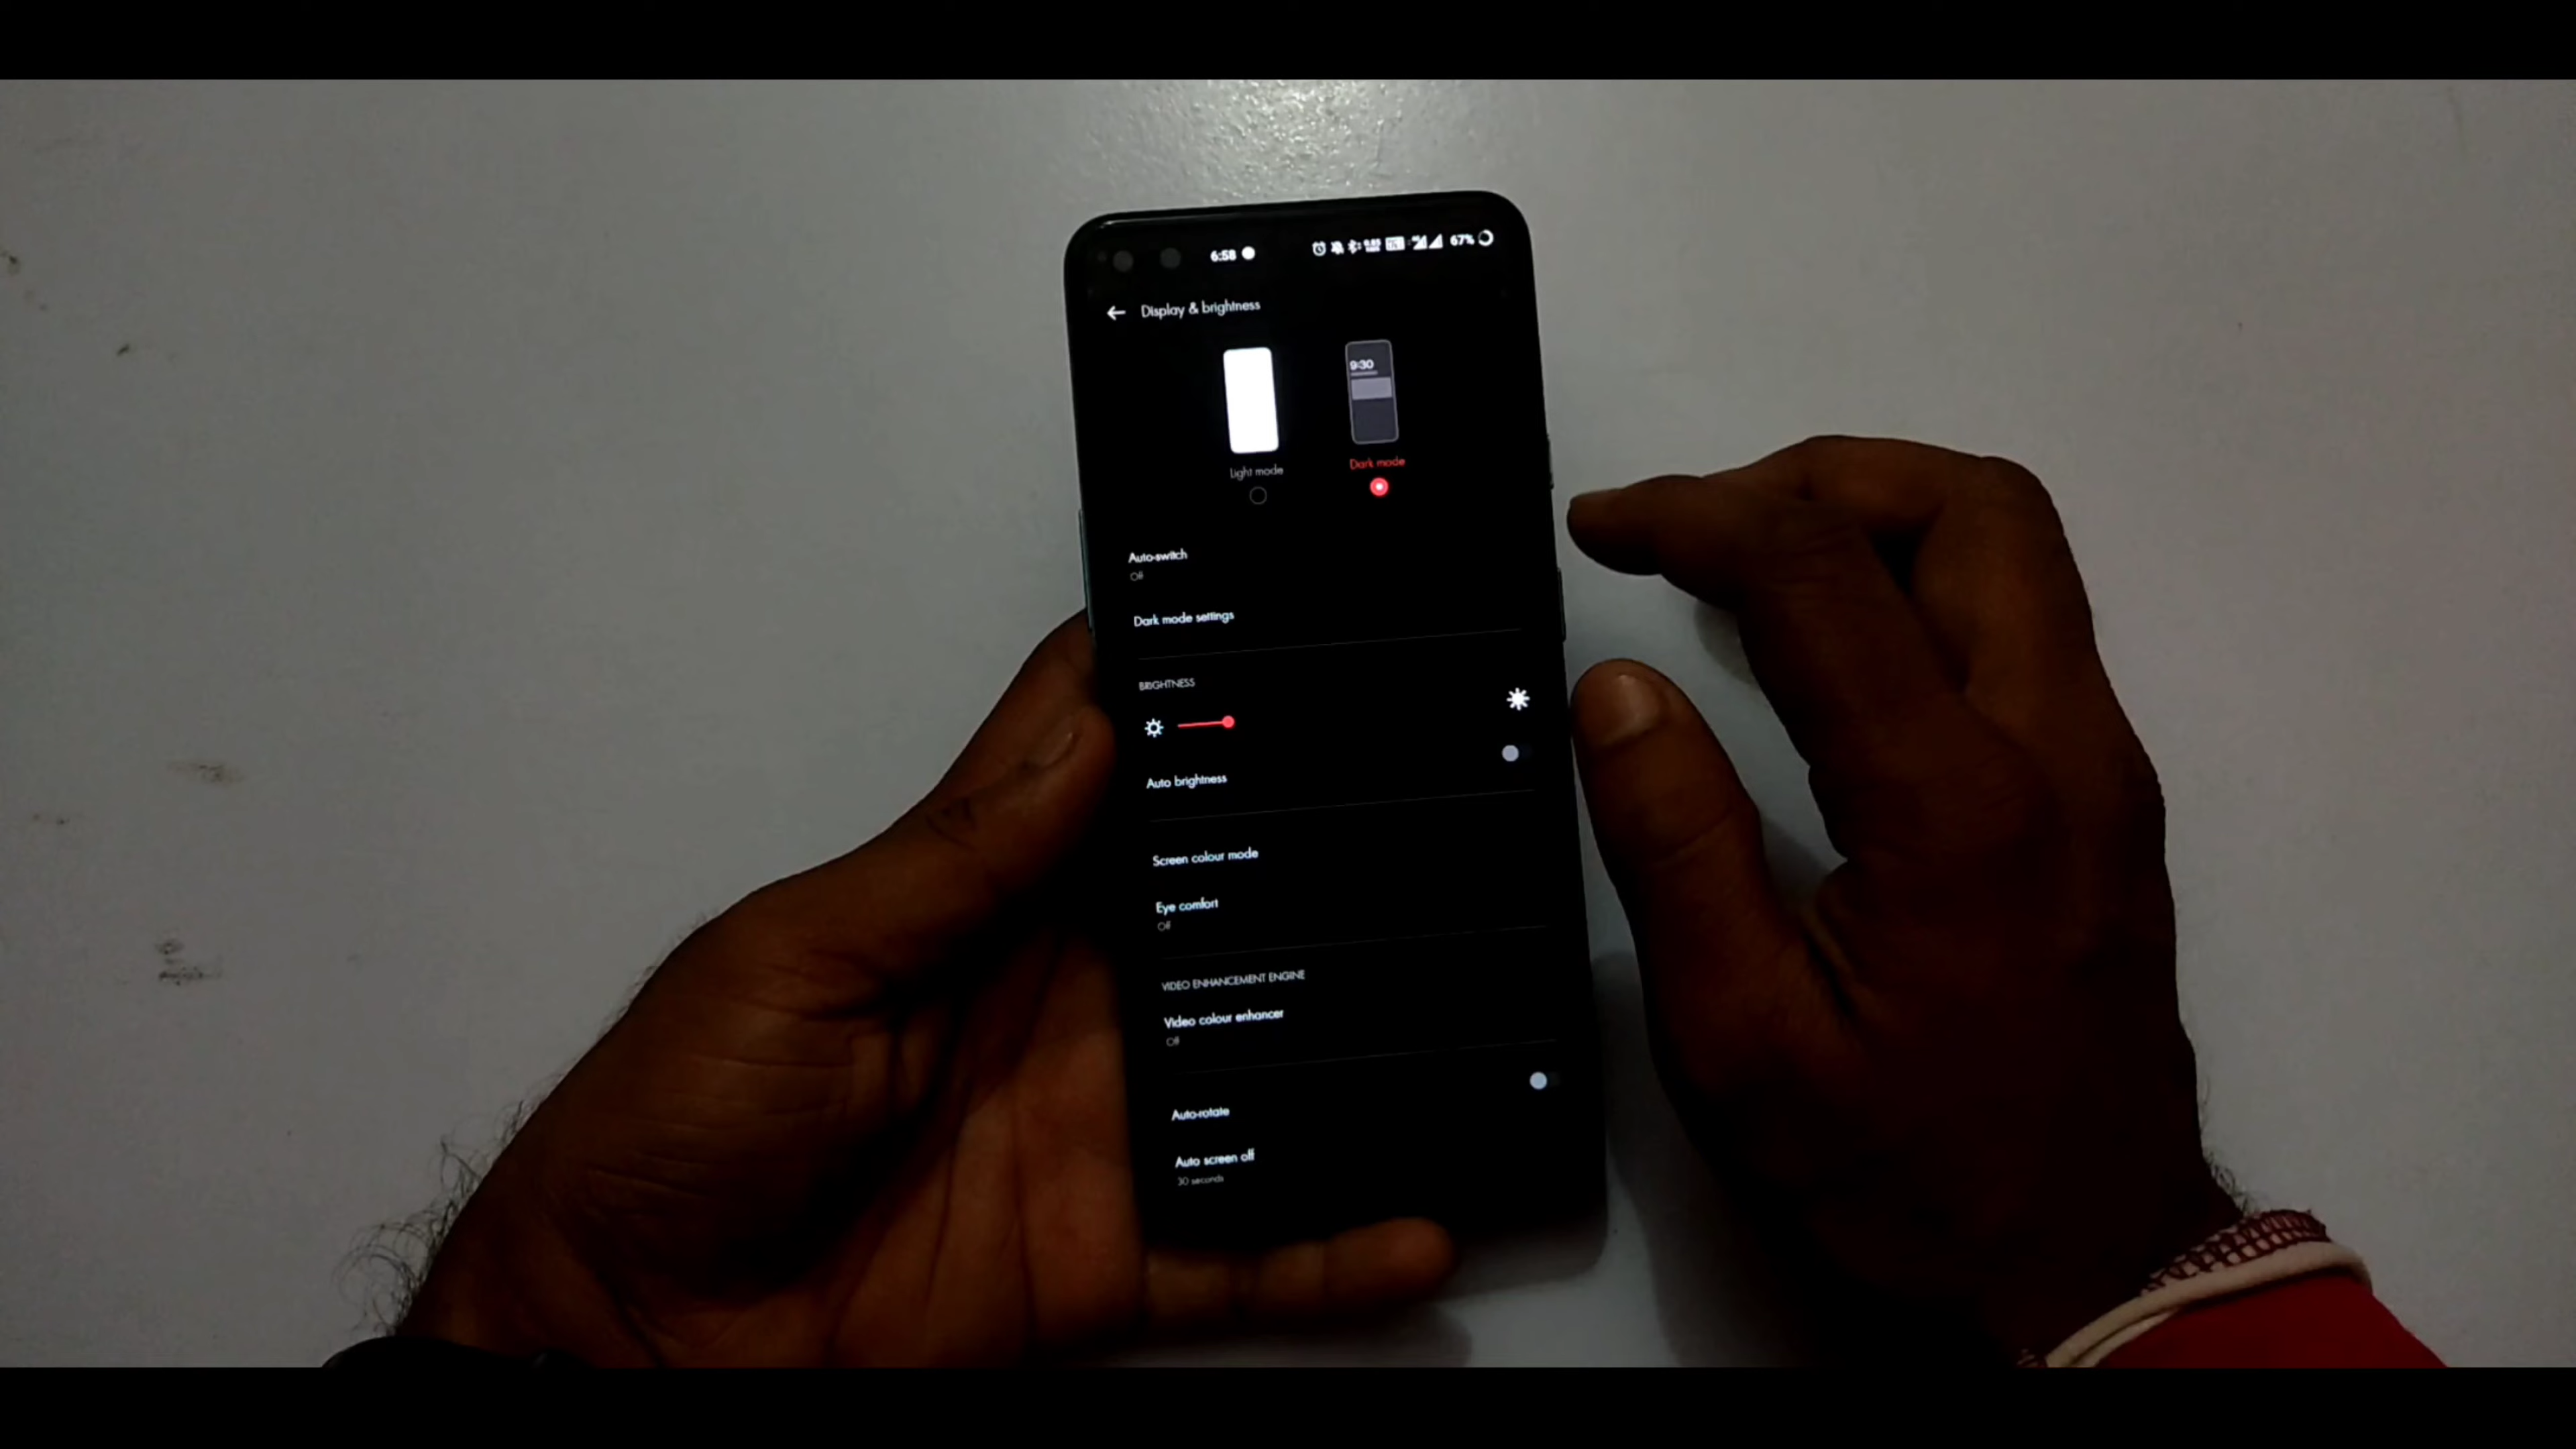 6:58
67%
Display & brightness
9:30
Light mode
Dark mode
Auto-switch
Off
Dark mode settings
BRIGHTNESS
Auto brightness
Screen colour mode
Eye comfort
Off
VIDEO ENHANCEMENT ENGINE
Video colour enhancer
Off
Auto-rotate
Auto screen off
30 seconds